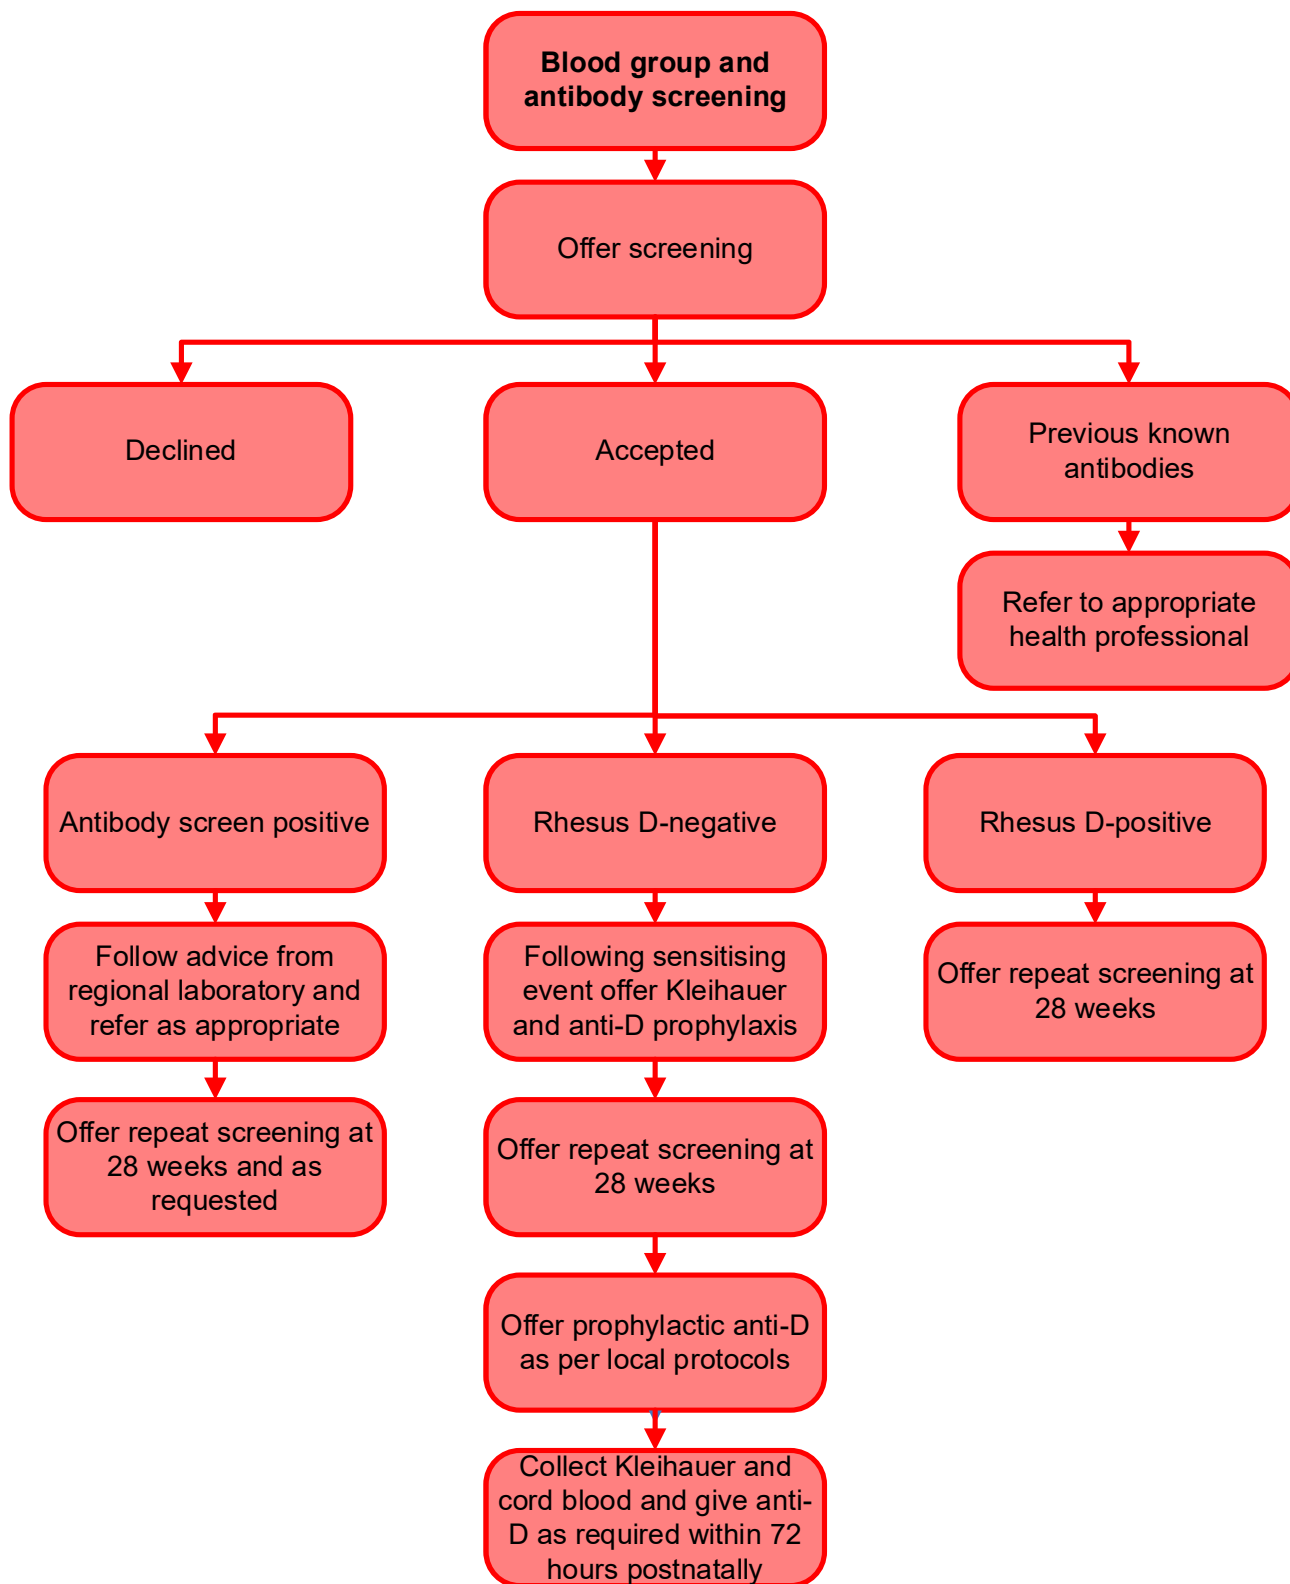 Blood group and
antibody screening
Offer screening
Declined
Accepted
Previous known
antibodies
Refer to appropriate
health professional
Antibody screen positive
Rhesus D-negative
Rhesus D-positive
Follow advice from
regional laboratory and
refer as appropriate
Following sensitising
event offer Kleihauer
and anti-D prophylaxis
Offer repeat screening at
28 weeks
Offer repeat screening at
28 weeks and as
requested
Offer repeat screening at
28 weeks
Offer prophylactic anti-D
as per local protocols
Collect Kleihauer and
cord blood and give anti-
D as required within 72
hours postnatally